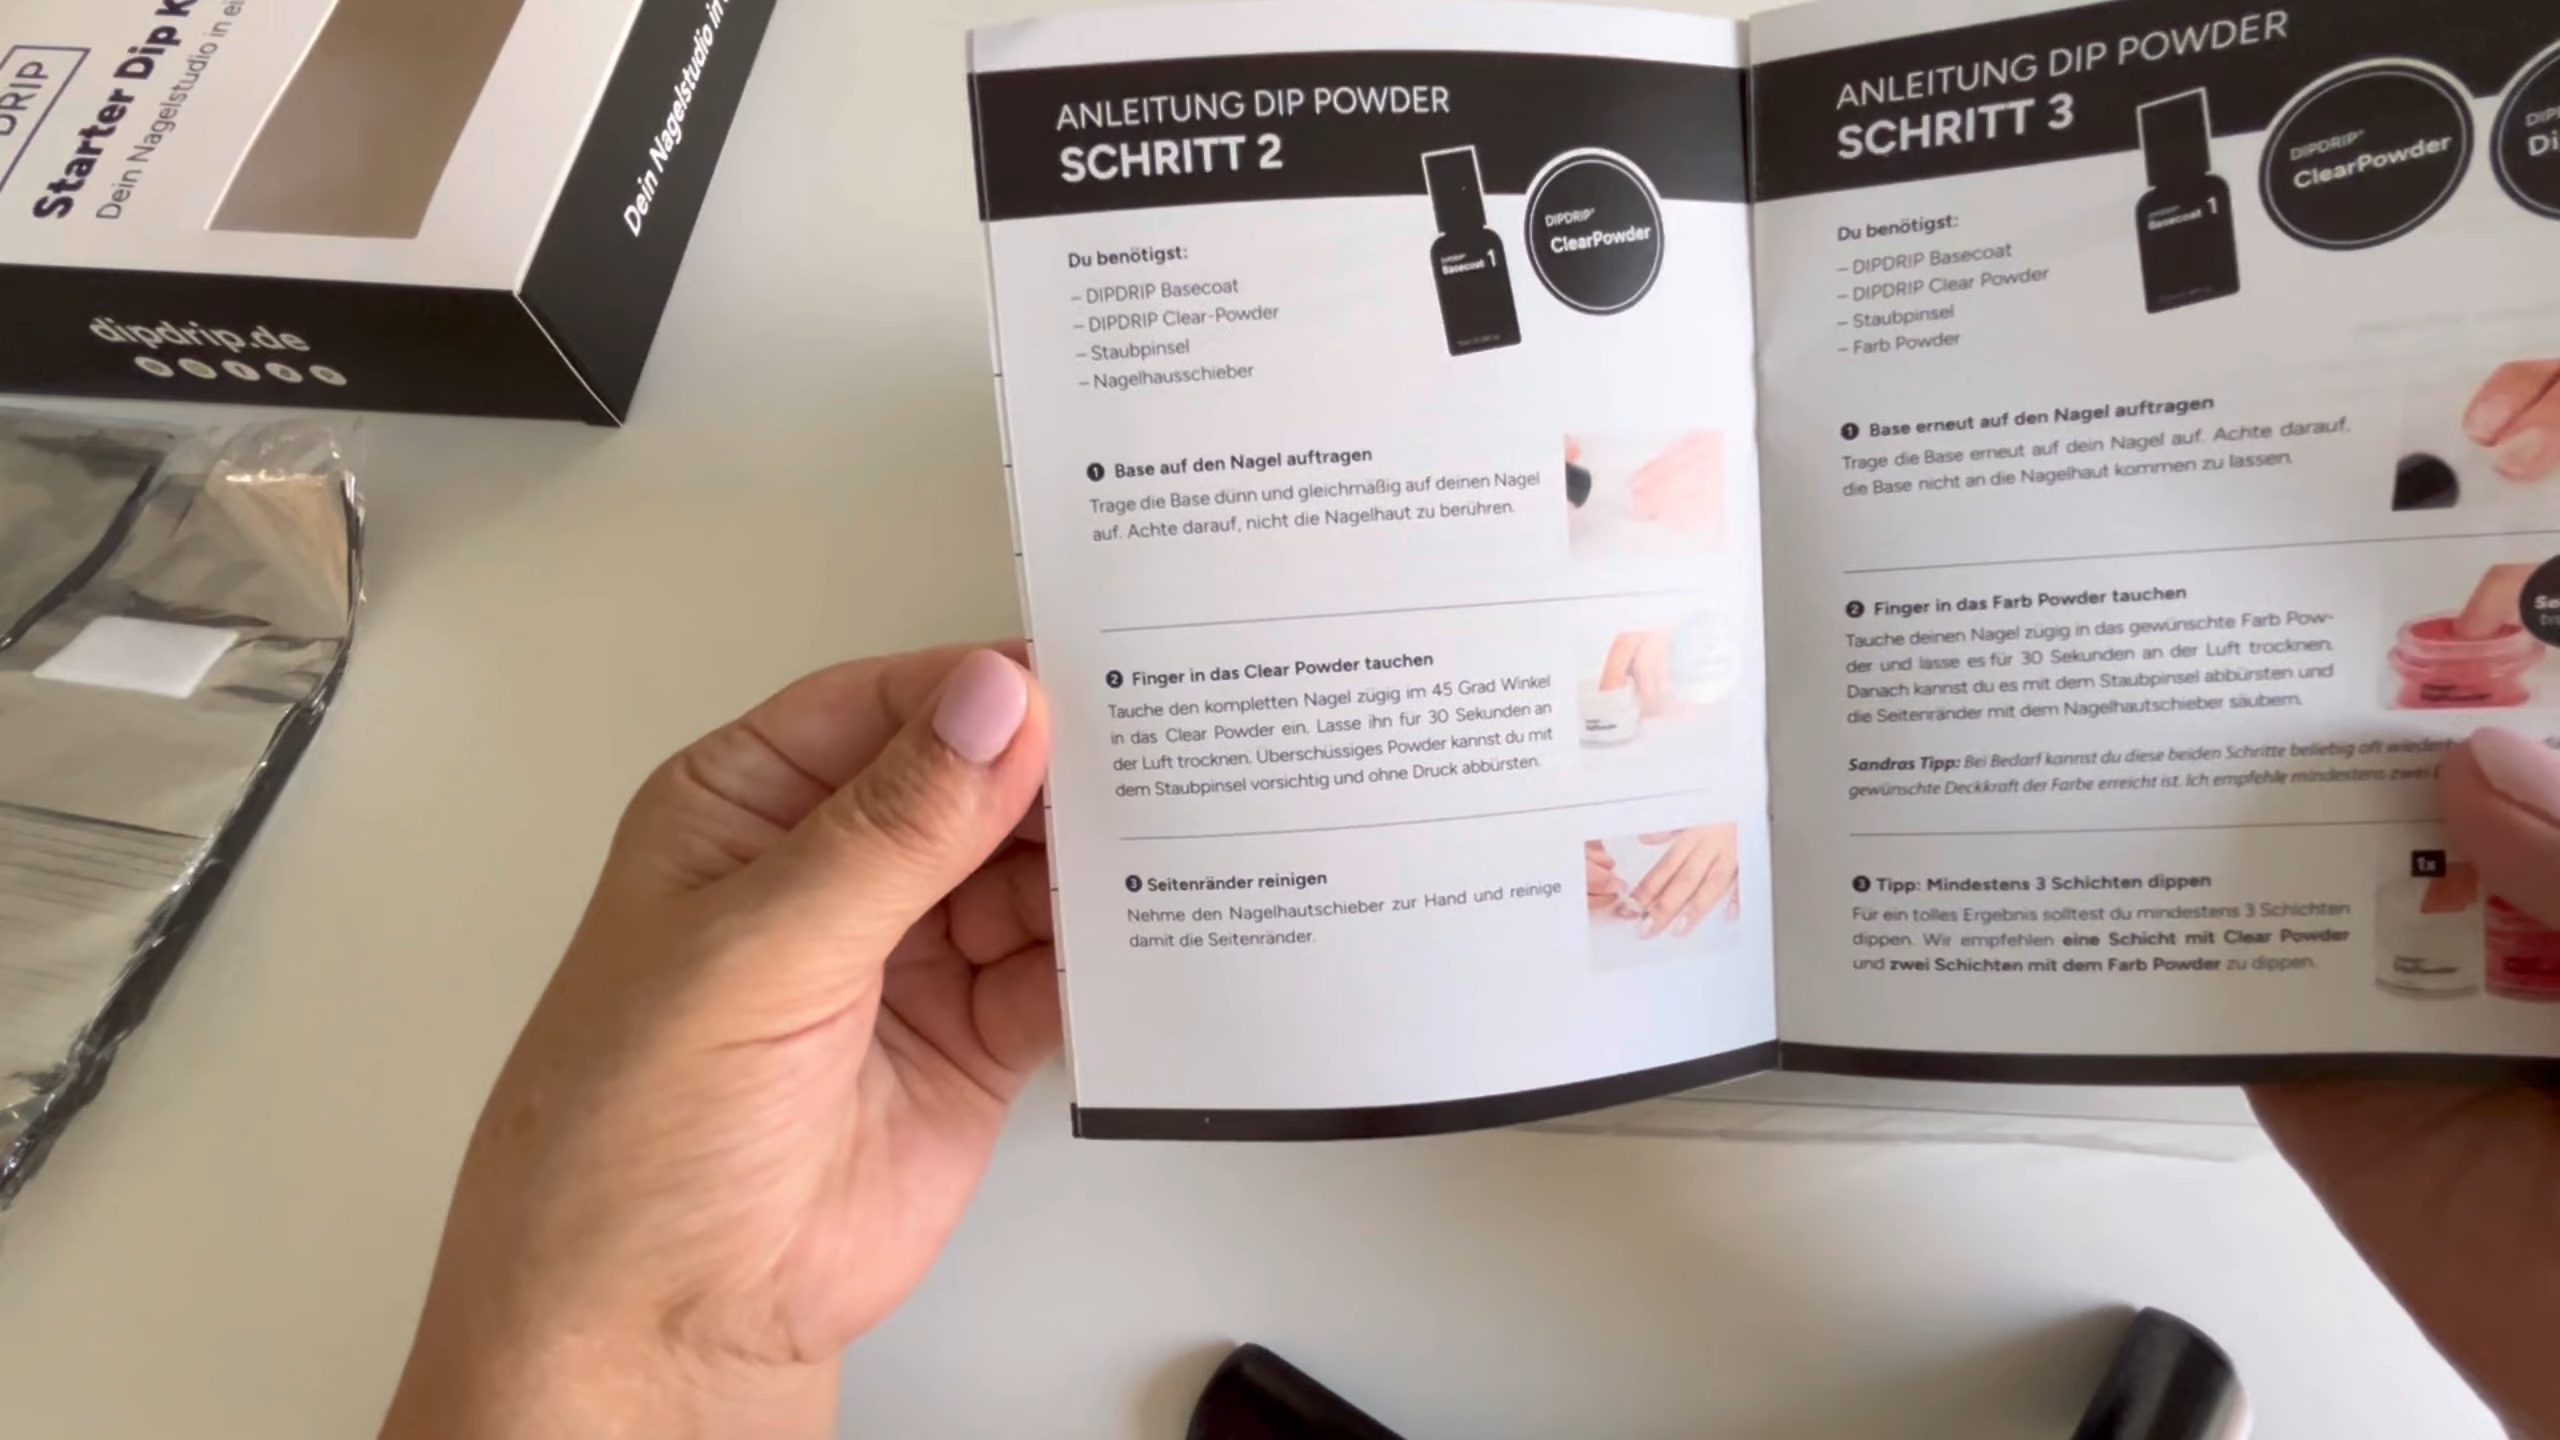 DRIP
Starter Dip K
Dein Nagelstudio in ei
Dein Nagelstudio in
dipdrip.de
ANLEITUNG DIP POWDER
SCHRITT 2
Basecoat 1
DIPDRIP
ClearPowder
Du benötigst:
– DIPDRIP Basecoat
– DIPDRIP Clear-Powder
– Staubpinsel
– Nagelhausschieber
1 Base auf den Nagel auftragen
Trage die Base dünn und gleichmäßig auf deinen Nagel
auf. Achte darauf, nicht die Nagelhaut zu berühren.
2 Finger in das Clear Powder tauchen
Tauche den kompletten Nagel zügig im 45 Grad Winkel
in das Clear Powder ein. Lasse ihn für 30 Sekunden an
der Luft trocknen. Überschüssiges Powder kannst du mit
dem Staubpinsel vorsichtig und ohne Druck abbürsten.
3 Seitenränder reinigen
Nehme den Nagelhautschieber zur Hand und reinige
damit die Seitenränder.
ANLEITUNG DIP POWDER
SCHRITT 3
Basecoat 1
DIPDRIP
ClearPowder
DIP
Di
Du benötigst:
– DIPDRIP Basecoat
– DIPDRIP Clear Powder
– Staubpinsel
– Farb Powder
1 Base erneut auf den Nagel auftragen
Trage die Base erneut auf dein Nagel auf. Achte darauf,
die Base nicht an die Nagelhaut kommen zu lassen.
2 Finger in das Farb Powder tauchen
Tauche deinen Nagel zügig in das gewünschte Farb Pow-
der und lasse es für 30 Sekunden an der Luft trocknen.
Danach kannst du es mit dem Staubpinsel abbürsten und
die Seitenränder mit dem Nagelhautschieber säubern.
Sandras Tipp: Bei Bedarf kannst du diese beiden Schritte beliebig oft
gewünschte Deckkraft der Farbe erreicht ist. Ich empfehle mindestens zwei
3 Tipp: Mindestens 3 Schichten dippen
Für ein tolles Ergebnis solltest du mindestens 3 Schichten
dippen. Wir empfehlen eine Schicht mit Clear Powder
und zwei Schichten mit dem Farb Powder zu dippen.
1x